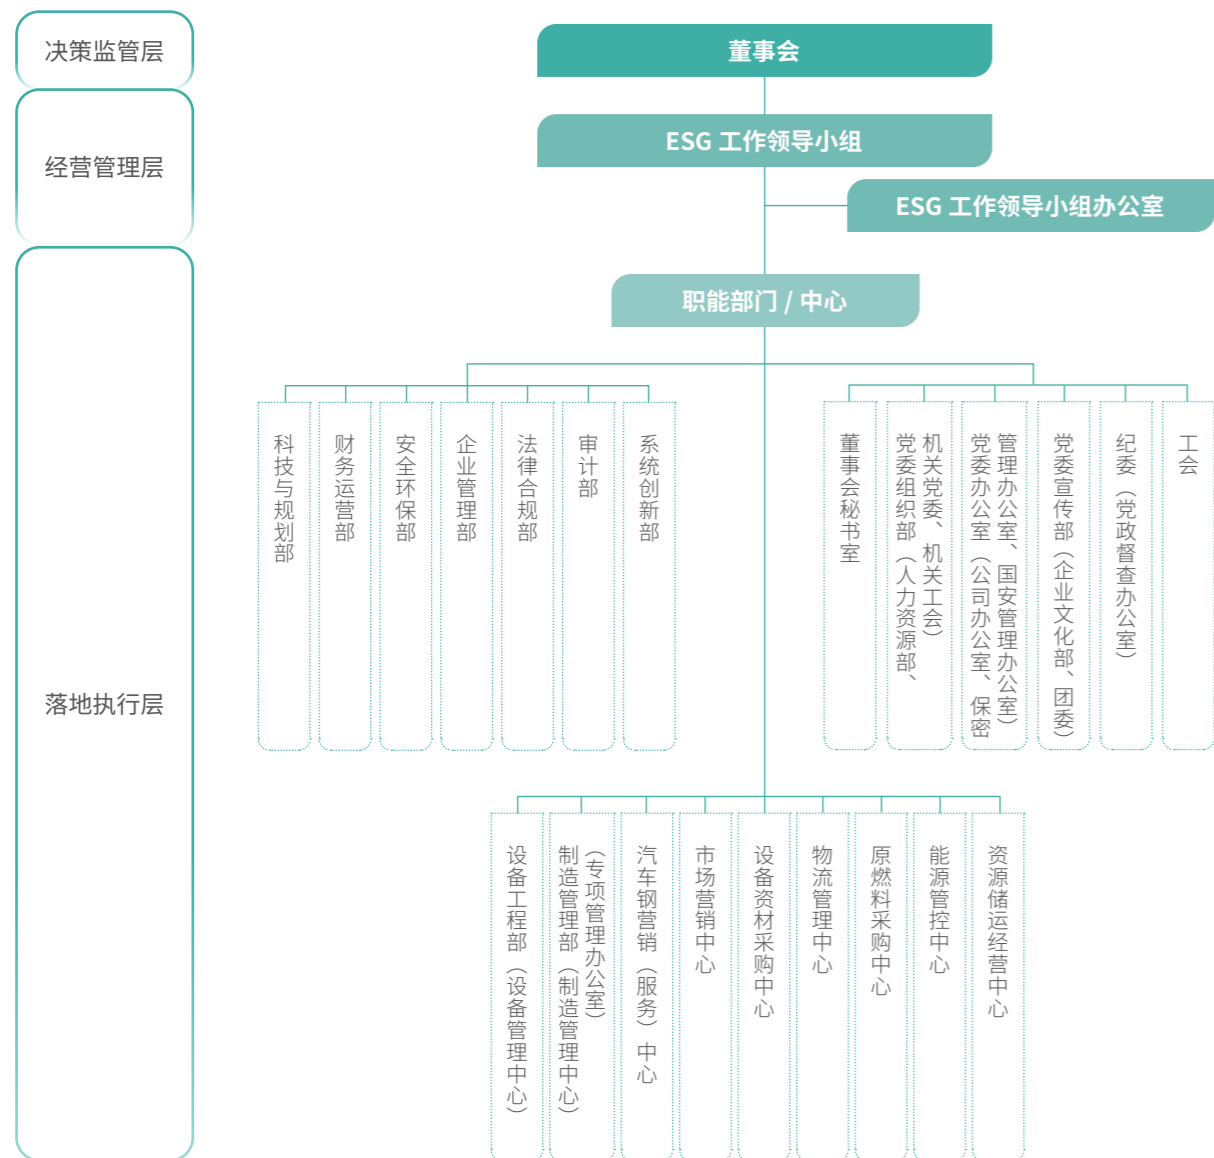 决策监管层
董事会
经营管理层
ESG 工作领导小组
ESG 工作领导小组办公室
落地执行层
职能部门 / 中心
科技与规划部
财务运营部
安全环保部
企业管理部
法律合规部
审计部
系统创新部
董事会秘书室
党委组织部（人力资源部、
机关党委、机关工会）
党委办公室（公司办公室、保密
管理办公室、国安管理办公室）
党委宣传部（企业文化部、团委）
纪委（党政督查办公室）
工会
设备工程部（设备管理中心）
制造管理部（制造管理中心）
（专项管理办公室）
汽车钢营销（服务）中心
市场营销中心
设备资材采购中心
物流管理中心
原燃料采购中心
能源管控中心
资源储运经营中心